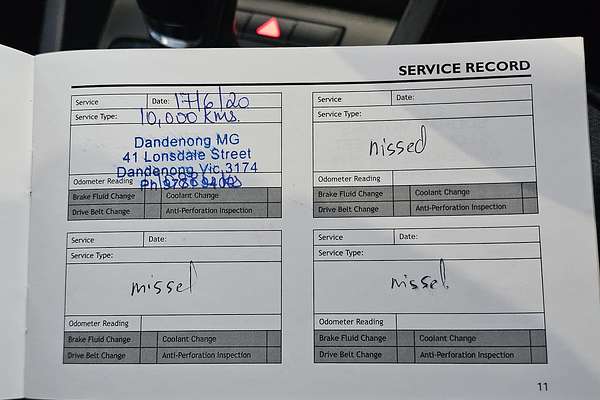 SERVICE RECORD
Service Date: 17/6/20
Service Type: 10,000 kms.
Dandenong MG
41 Lonsdale Street
Dandenong Vic 3174
Odometer Reading
Brake Fluid Change Coolant Change
Drive Belt Change Anti-Perforation Inspection
Service Date:
Service Type:
nissed
Odometer Reading
Brake Fluid Change Coolant Change
Drive Belt Change Anti-Perforation Inspection
Service Date:
Service Type:
missed
Odometer Reading
Brake Fluid Change Coolant Change
Drive Belt Change Anti-Perforation Inspection
Service Date:
Service Type:
nissed
Odometer Reading
Brake Fluid Change Coolant Change
Drive Belt Change Anti-Perforation Inspection
11